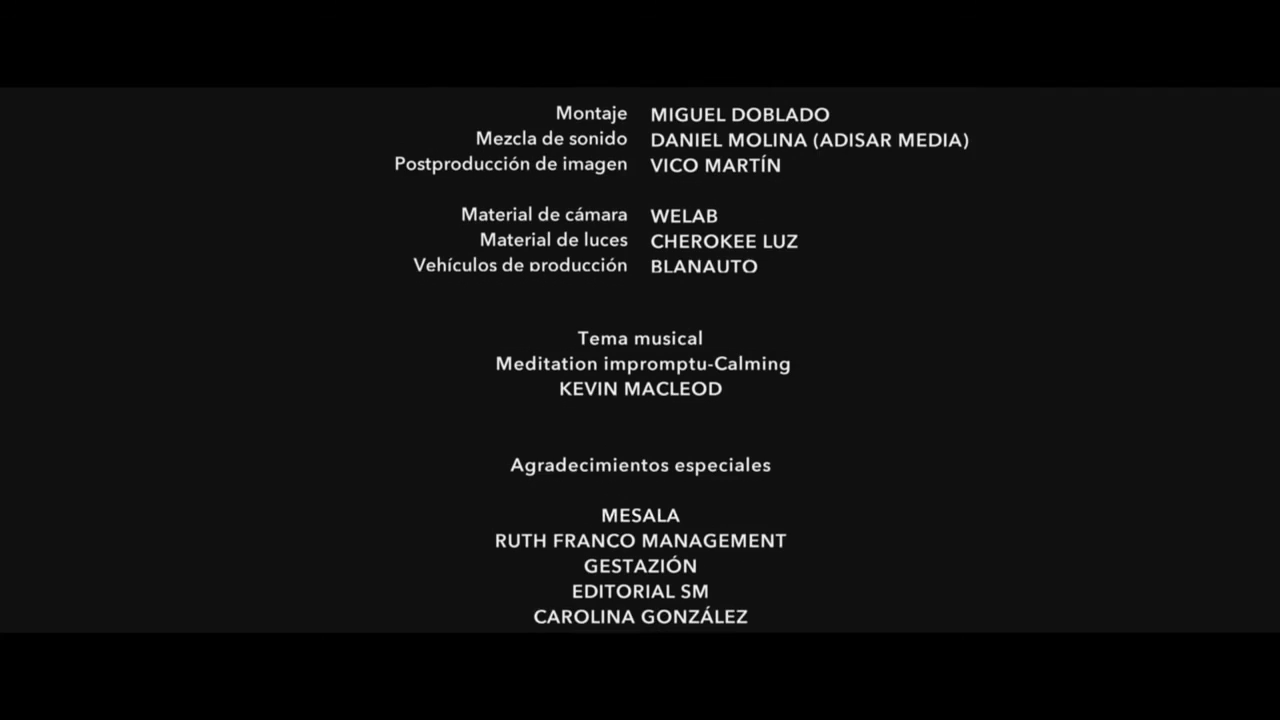 Montaje MIGUEL DOBLADO
Mezcla de sonido DANIEL MOLINA (ADISAR MEDIA)
Postproducción de imagen VICO MARTÍN
Material de cámara WELAB
Material de luces CHEROKEE LUZ
Vehículos de producción BLANAUTO
Tema musical
Meditation impromptu-Calming
KEVIN MACLEOD
Agradecimientos especiales
MESALA
RUTH FRANCO MANAGEMENT
GESTAZIÓN
EDITORIAL SM
CAROLINA GONZÁLEZ